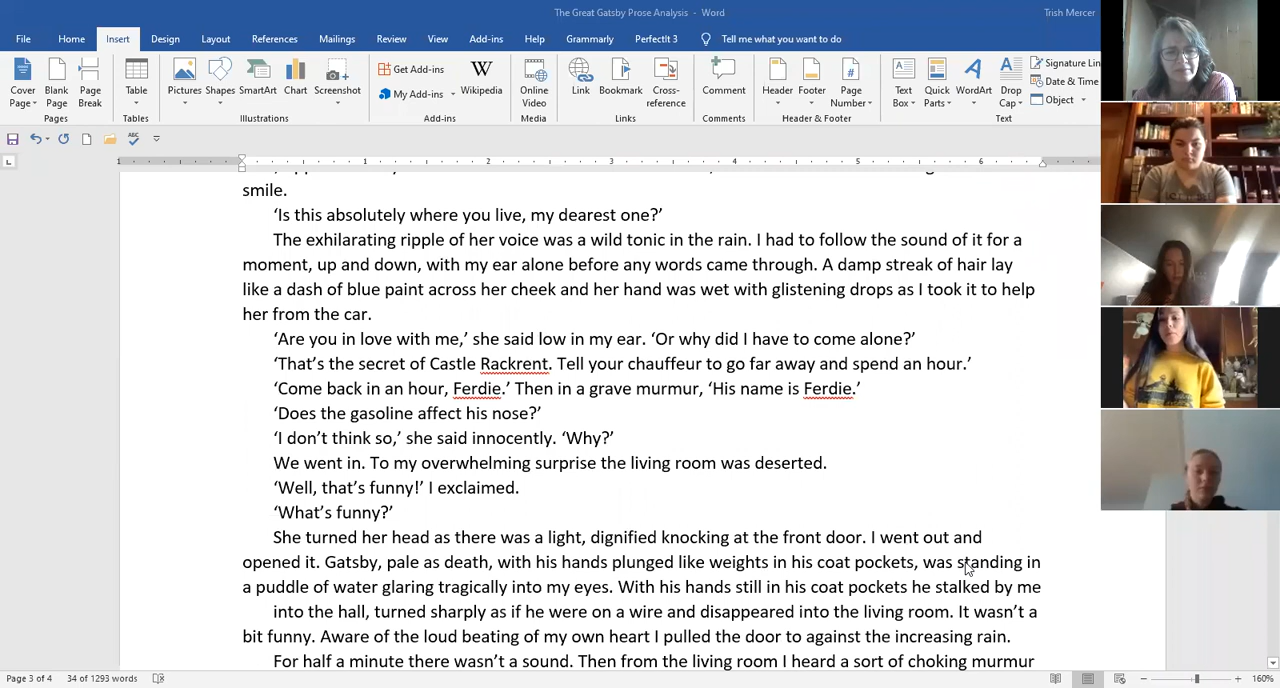 The Great Gatsby Prose Analysis - Word
Trish Mercer
File Home Insert Design Layout References Mailings Review View Add-ins Help Grammarly PerfectIt 3 Tell me what you want to do
Cover Page
Blank Page
Page Break
Table
Pictures
Shapes
SmartArt
Chart
Screenshot
Get Add-ins
My Add-ins
Wikipedia
Online Video
Link
Bookmark
Cross-reference
Comment
Header
Footer
Page Number
Text Box
Quick Parts
WordArt
Drop Cap
Signature Lin
Date & Time
Object
Pages Tables Illustrations Add-ins Media Links Comments Header & Footer Text
ABC
1 1 2 3 4 5 6
smile.
‘Is this absolutely where you live, my dearest one?’
The exhilarating ripple of her voice was a wild tonic in the rain. I had to follow the sound of it for a
moment, up and down, with my ear alone before any words came through. A damp streak of hair lay
like a dash of blue paint across her cheek and her hand was wet with glistening drops as I took it to help
her from the car.
‘Are you in love with me,’ she said low in my ear. ‘Or why did I have to come alone?’
‘That’s the secret of Castle Rackrent. Tell your chauffeur to go far away and spend an hour.’
‘Come back in an hour, Ferdie.’ Then in a grave murmur, ‘His name is Ferdie.’
‘Does the gasoline affect his nose?’
‘I don’t think so,’ she said innocently. ‘Why?’
We went in. To my overwhelming surprise the living room was deserted.
‘Well, that’s funny!’ I exclaimed.
‘What’s funny?’
She turned her head as there was a light, dignified knocking at the front door. I went out and
opened it. Gatsby, pale as death, with his hands plunged like weights in his coat pockets, was standing in
a puddle of water glaring tragically into my eyes. With his hands still in his coat pockets he stalked by me
into the hall, turned sharply as if he were on a wire and disappeared into the living room. It wasn’t a
bit funny. Aware of the loud beating of my own heart I pulled the door to against the increasing rain.
For half a minute there wasn’t a sound. Then from the living room I heard a sort of choking murmur
Page 3 of 4 34 of 1293 words 160%